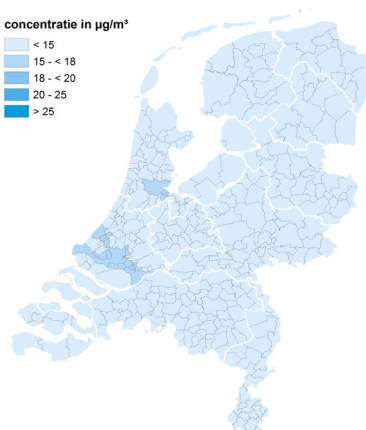 concentratie in µg/m³
< 15
15 - < 18
18 - < 20
20 - 25
> 25